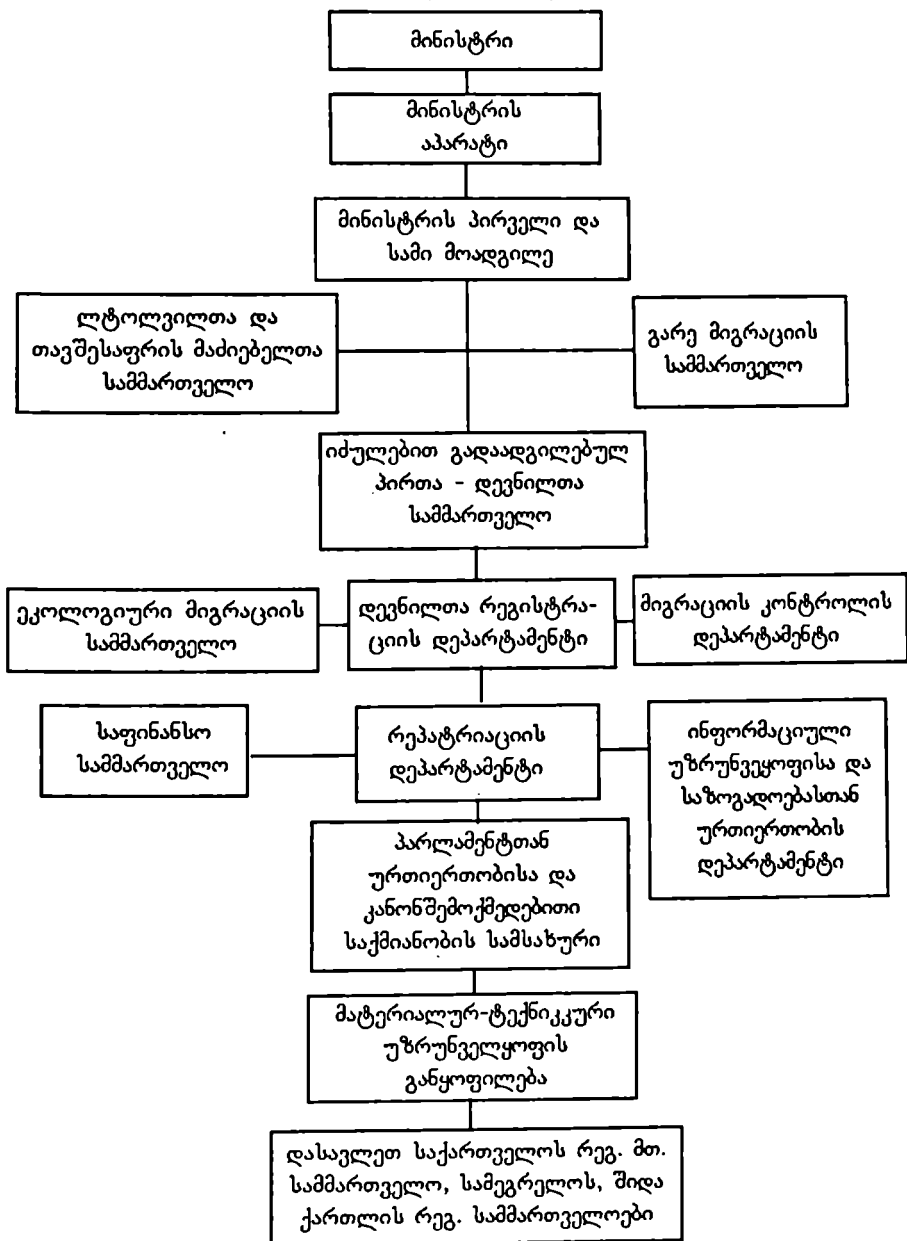 მინისტრი
მინისტრის
აპარატი
მინისტრის პირველი და
სამი მოადგილე
ლტოლვილთა და
თავშესაფრის მაძიებელთა
სამმართველო
გარე მიგრაციის
სამმართველო
იძულებით გადაადგილებულ
პირთა - დევნილთა
სამმართველო
ეკოლოგიური მიგრაციის
სამმართველო
დევნილთა რეგისტრა-
ციის დეპარტამენტი
მიგრაციის კონტროლის
დეპარტამენტი
საფინანსო
სამმართველო
რეპატრიაციის
დეპარტამენტი
ინფორმაციული
უზრუნვეყოფისა და
საზოგადოებასთან
ურთიერთობის
დეპარტამენტი
პარლამენტთან
ურთიერთობისა და
კანონშემოქმედებითი
საქმიანობის სამსახური
მატერიალურ-ტექნიკკური
უზრუნველყოფის
განყოფილება
დასავლეთ საქართველოს რეგ. მთ.
სამმართველო, სამეგრელოს, შიდა
ქართლის რეგ. სამმართველოები